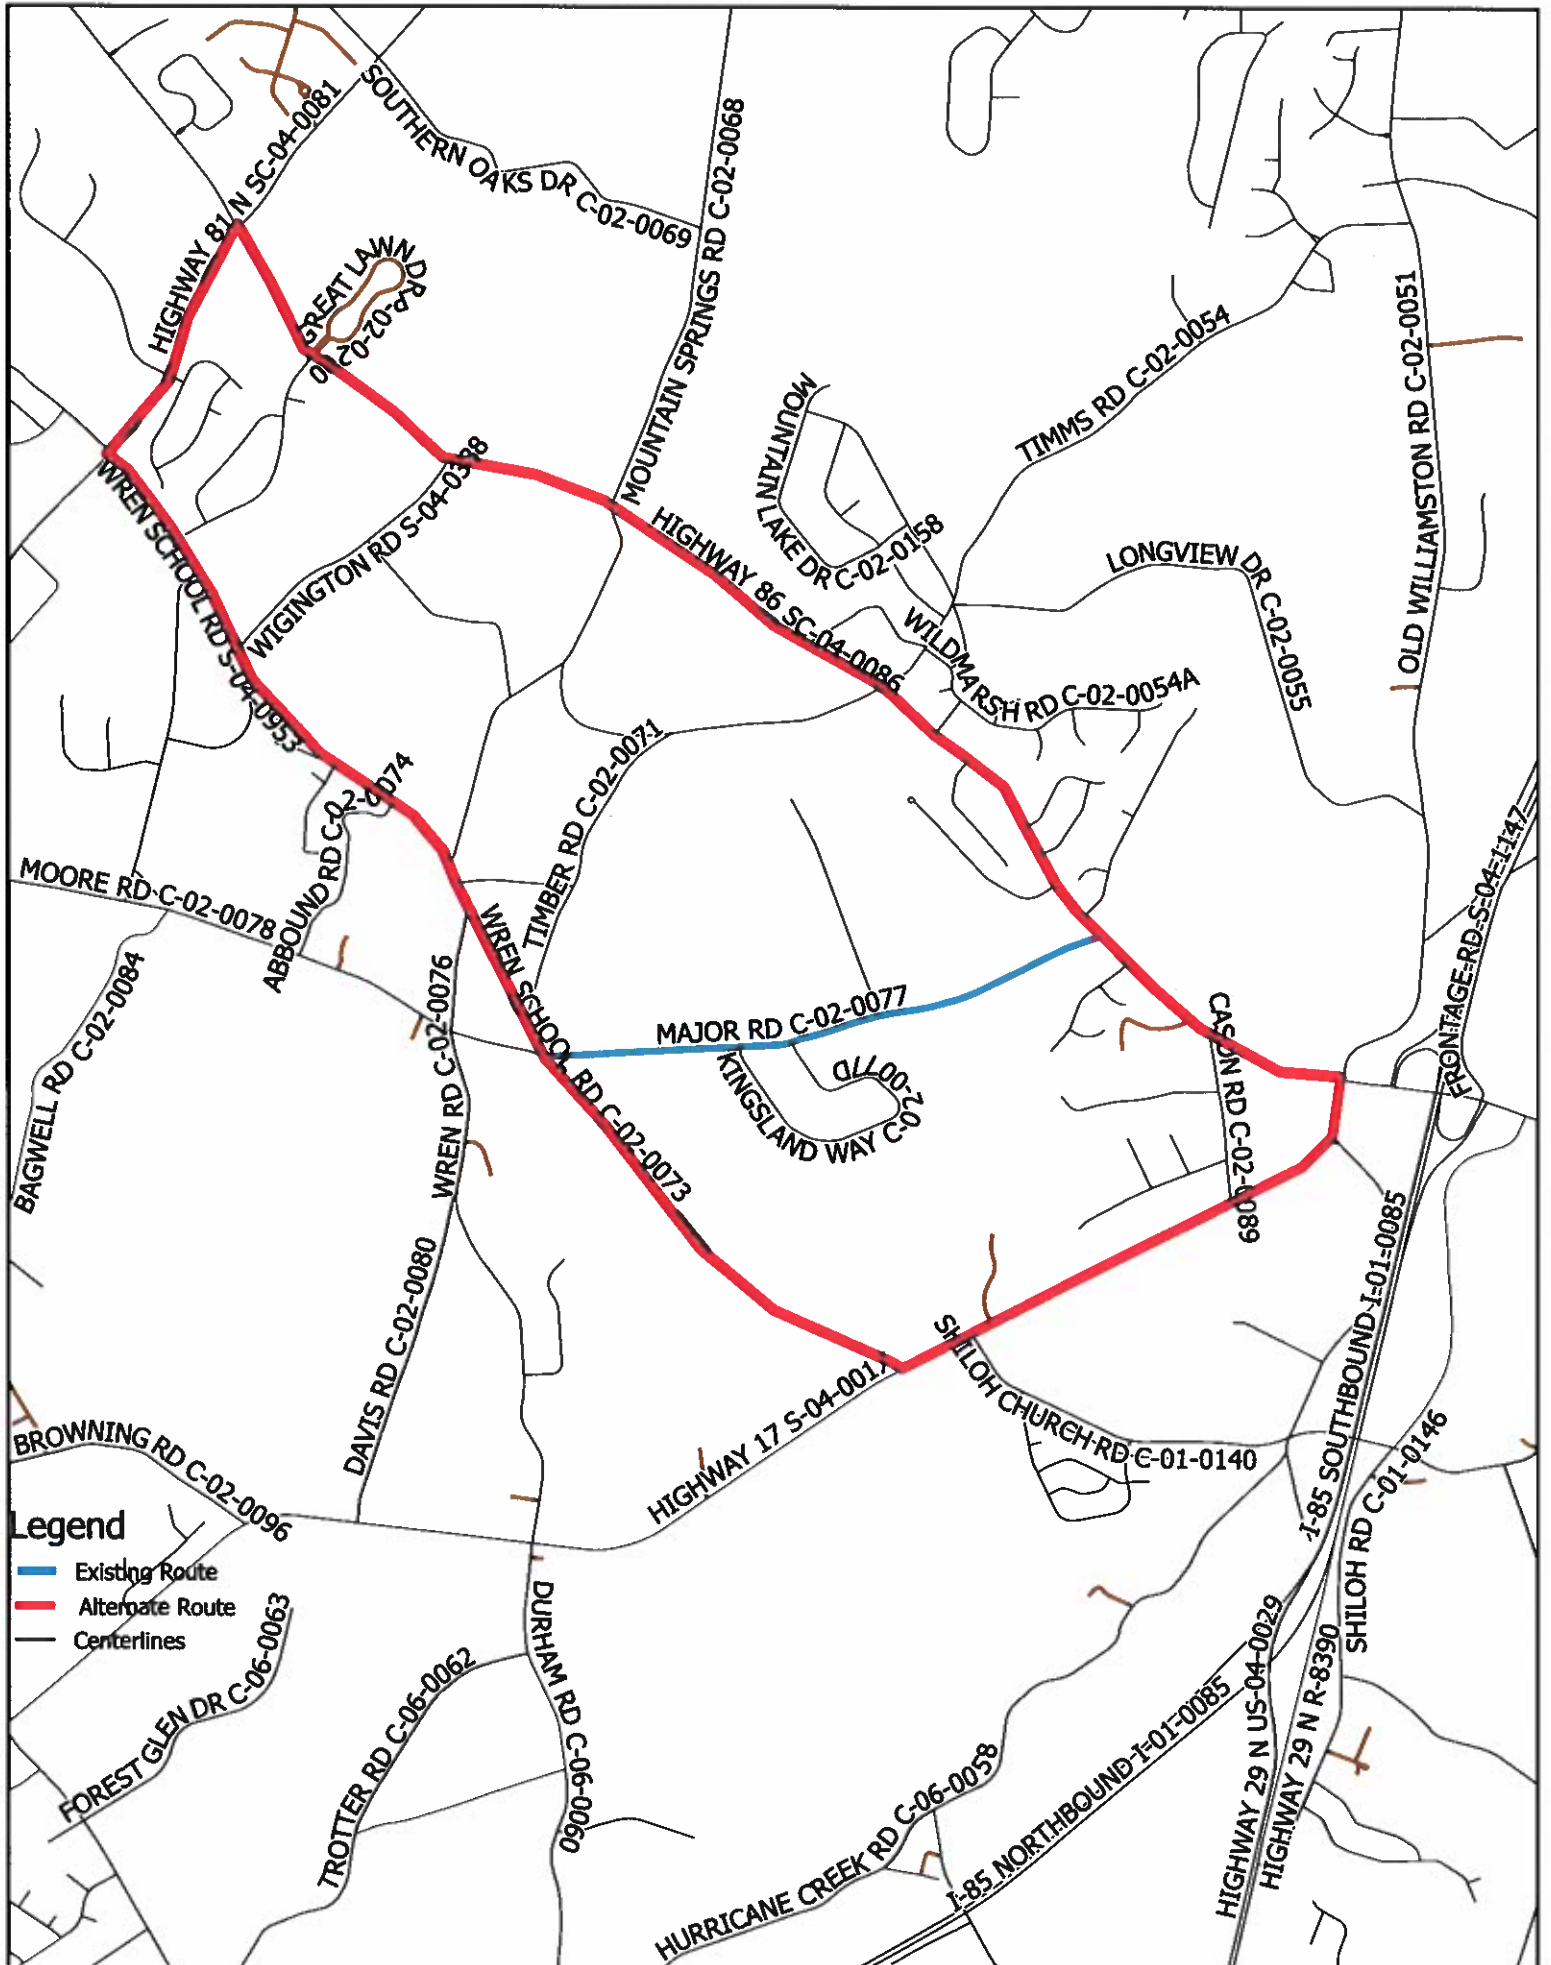 SOUTHERN OAKS DR C-02-0069
HIGHWAY 81 N SC-04-0081
MOUNTAIN SPRINGS RD C-02-0068
GREAT LAWN DR
TIMMS RD C-02-0054
OLD WILLIAMSTON RD C-02-0051
MOUNTAIN LAKE DR C-02-0158
WREN SCHOOL RD S-04-0953
WIGINGTON RD
HIGHWAY 86 SC-04-0086
LONGVIEW DR C-02-0055
WILDMARSH RD C-02-0054A
TIMBER RD C-02-0071
ABBOUND RD C-02-0074
MOORE RD C-02-0078
FRONTAGE RD S-04-1147
BAGWELL RD C-02-0084
WREN RD C-02-0076
WREN SCHOOL RD C-02-0073
MAJOR RD C-02-0077
KINGSLAND WAY C-02-0077D
CASON RD C-02-0089
I-85 SOUTHBOUND I-01-0085
DAVIS RD C-02-0080
SHILOH CHURCH RD C-01-0140
HIGHWAY 17 S-04-0017
BROWNING RD C-02-0096
SHILOH RD C-01-0146
Legend
Existing Route
Alternate Route
Centerlines
FOREST GLEN DR C-06-0063
TROTTER RD C-06-0062
DURHAM RD C-06-0060
HURRICANE CREEK RD C-06-0058
I-85 NORTHBOUND I-01-0085
HIGHWAY 29 N US-04-0029
HIGHWAY 29 N R-8390